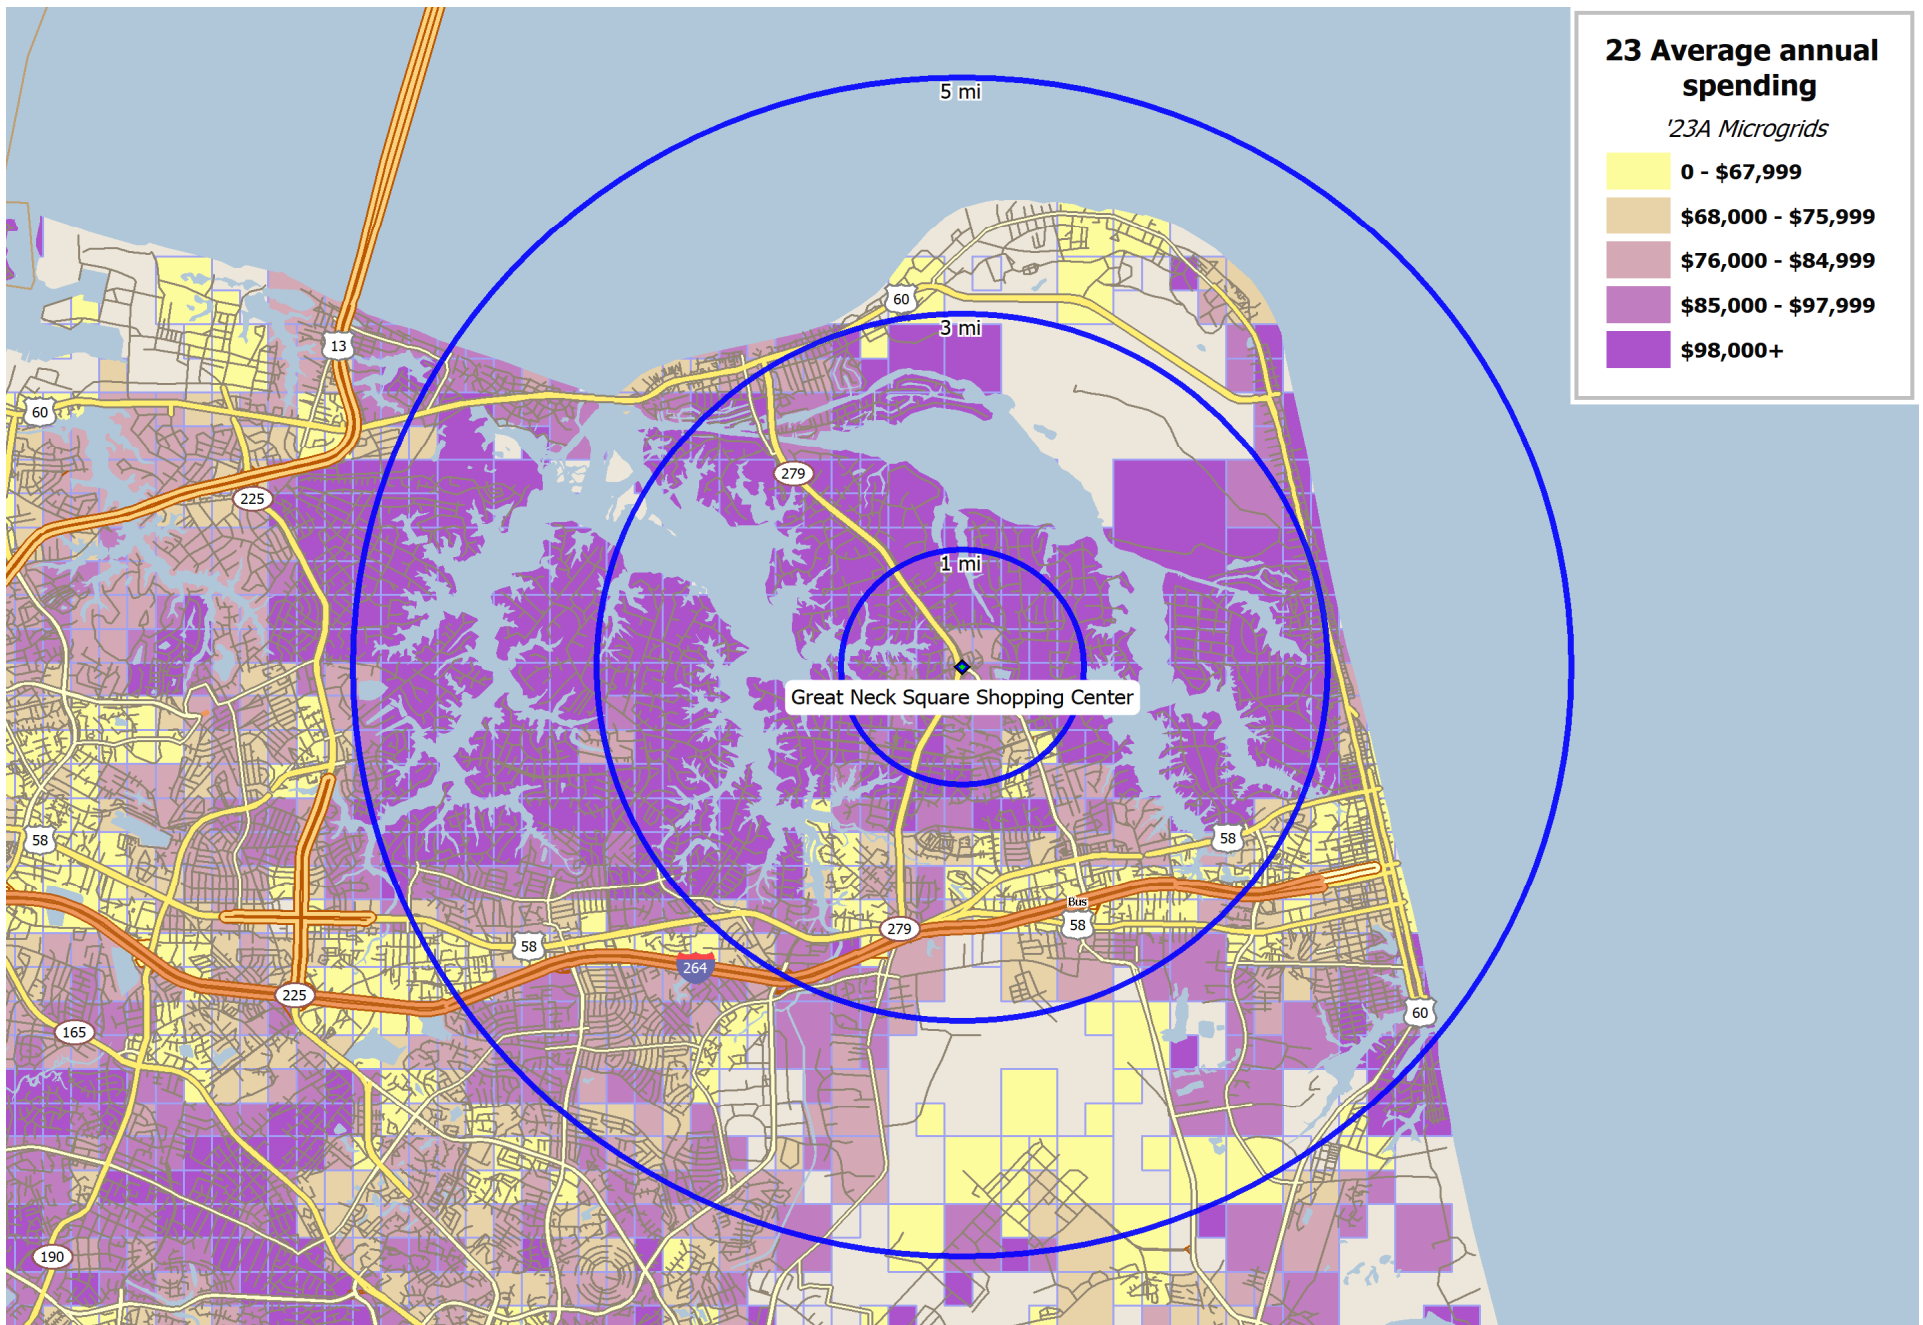 23 Average annual
spending
'23A Microgrids
0 - $67,999
$68,000 - $75,999
$76,000 - $84,999
$85,000 - $97,999
$98,000+
5 mi
60
3 mi
13
60
279
225
1 mi
Great Neck Square Shopping Center
58
58
Bus
58
279
58
264
225
60
165
190